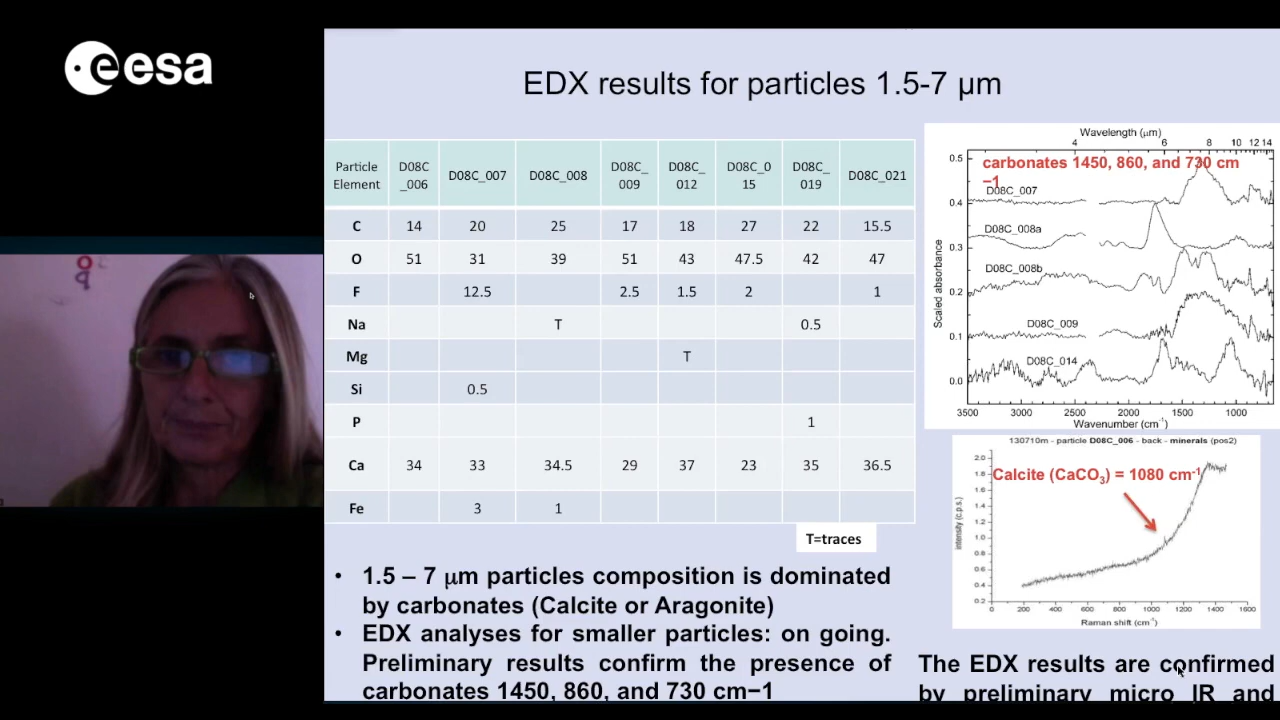 esa
EDX results for particles 1.5-7 µm
Particle Element D08C_006 D08C_007 D08C_008 D08C_009 D08C_012 D08C_015 D08C_019 D08C_021
C 14 20 25 17 18 27 22 15.5
O 51 31 39 51 43 47.5 42 47
F 12.5 2.5 1.5 2 1
Na T 0.5
Mg T
Si 0.5
P 1
Ca 34 33 34.5 29 37 23 35 36.5
Fe 3 1
T=traces
• 1.5 – 7 µm particles composition is dominated
by carbonates (Calcite or Aragonite)
• EDX analyses for smaller particles: on going.
Preliminary results confirm the presence of
carbonates 1450, 860, and 730 cm−1
Wavelength (µm)
4 6 8 10 12 14
carbonates 1450, 860, and 730 cm
−1
D08C_007
D08C_008a
D08C_008b
D08C_009
D08C_014
Scaled absorbance
0.5
0.4
0.3
0.2
0.1
0.0
3500 3000 2500 2000 1500 1000
Wavenumber (cm-1)
130710m - particle D08C_006 - back - minerals (pos2)
Calcite (CaCO3) = 1080 cm-1
intensity (c.p.s.)
2.0
1.8
1.6
1.4
1.2
1.0
0.8
0.6
0.4
0.2
0 200 400 600 800 1000 1200 1400 1600
Raman shift (cm-1)
The EDX results are confirmed
by preliminary micro IR and